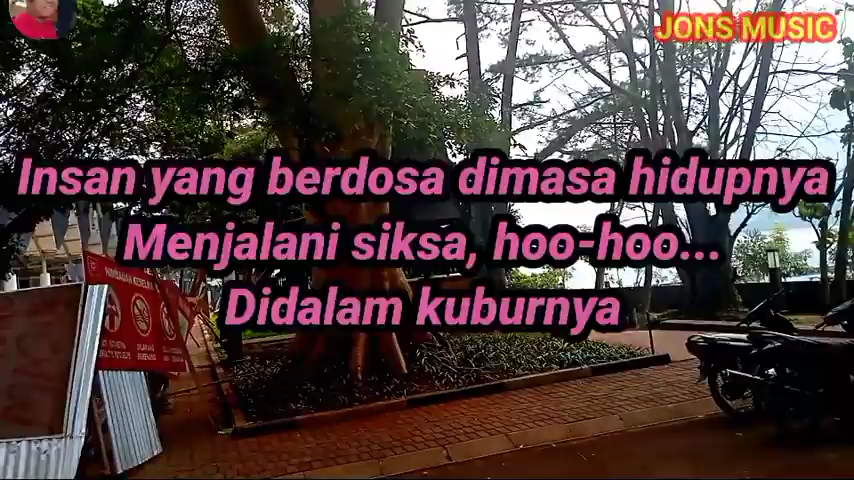 JONS MUSIC
Insan yang berdosa dimasa hidupnya
Menjalani siksa, hoo-hoo...
Didalam kuburnya